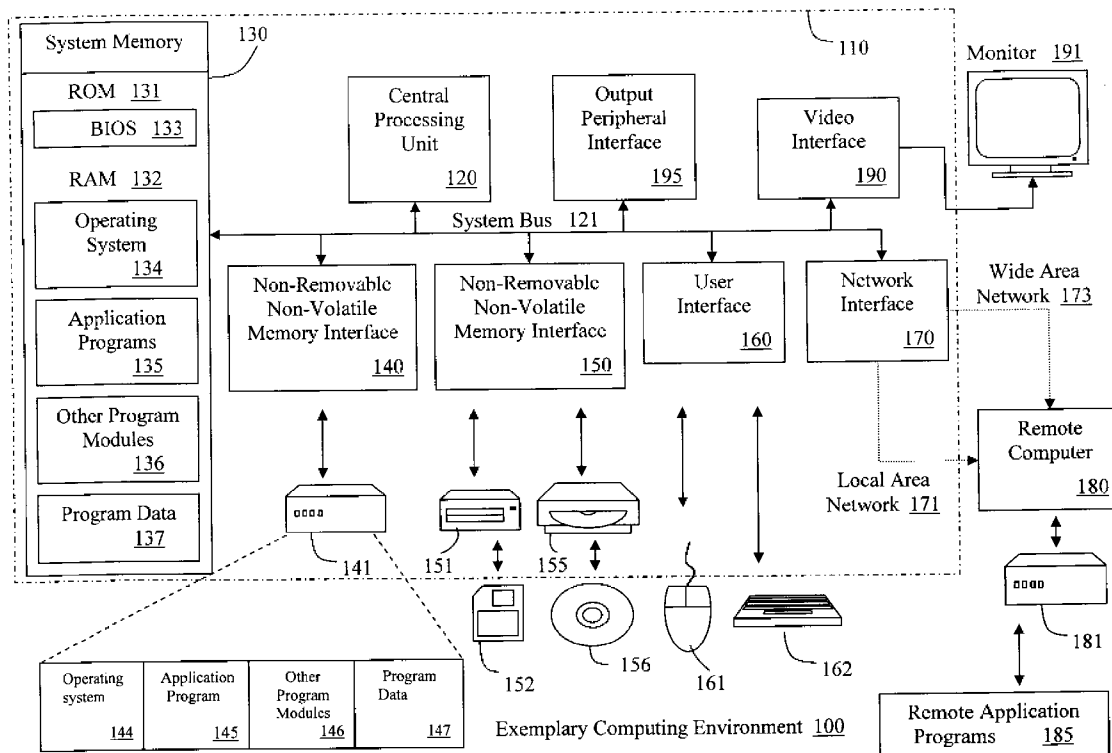 System Memory
130
110
Monitor 191
ROM 131
BIOS 133
RAM 132
Operating
System
134
Application
Programs
135
Other Program
Modules
136
Program Data
137
Central
Processing
Unit
120
Output
Peripheral
Interface
195
Video
Interface
190
System Bus 121
Non-Removable
Non-Volatile
Memory Interface
140
Non-Removable
Non-Volatile
Memory Interface
150
User
Interface
160
Network
Interface
170
Wide Area
Network 173
Local Area
Network 171
Remote
Computer
180
141
151
155
152
156
161
162
181
Operating
system
144
Application
Program
145
Other
Program
Modules 146
Program
Data
147
Exemplary Computing Environment 100
Remote Application
Programs 185